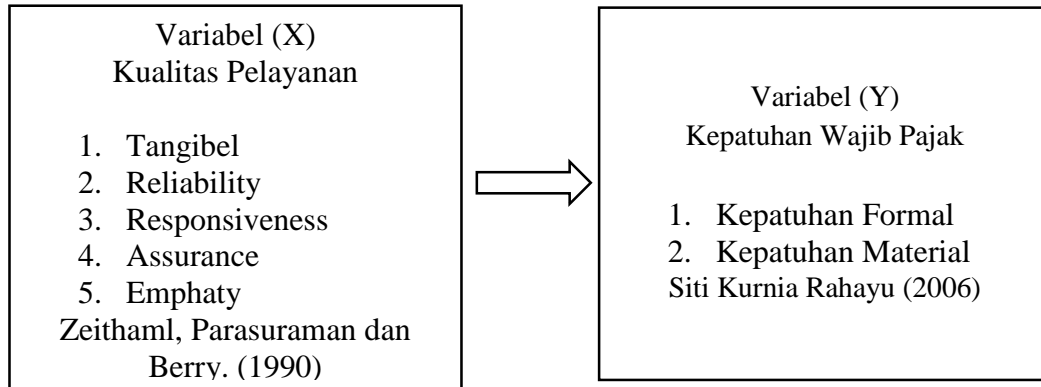 Variabel (X)
Kualitas Pelayanan
1. Tangibel
2. Reliability
3. Responsiveness
4. Assurance
5. Emphaty
Zeithaml, Parasuraman dan
Berry. (1990)
Variabel (Y)
Kepatuhan Wajib Pajak
1. Kepatuhan Formal
2. Kepatuhan Material
Siti Kurnia Rahayu (2006)